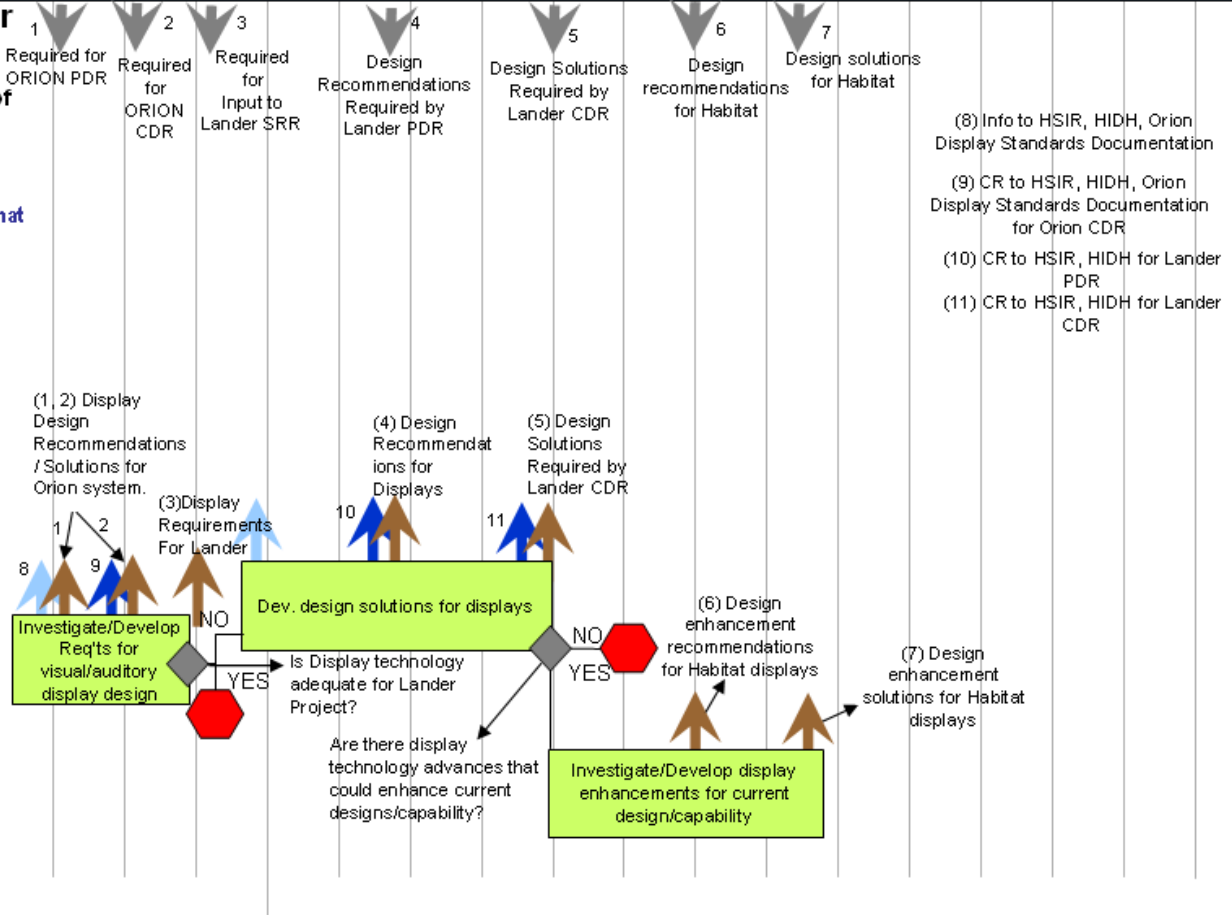 r
1
2
3
4
5
6
7
Required for
ORION PDR
of
Required
for
ORION
CDR
Required
for
Input to
Lander SRR
Design
Recommendations
Required by
Lander PDR
Design Solutions
Required by
Lander CDR
Design
recommendations
for Habitat
Design solutions
for Habitat
(8) Info to HSIR, HIDH, Orion
Display Standards Documentation
(9) CR to HSIR, HIDH, Orion
Display Standards Documentation
for Orion CDR
(10) CR to HSIR, HIDH for Lander
PDR
(11) CR to HSIR, HIDH for Lander
CDR
hat
(1, 2) Display
Design
Recommendations
/ Solutions for
Orion system.
(3)Display
Requirements
For Lander
(4) Design
Recommendat
ions for
Displays
(5) Design
Solutions
Required by
Lander CDR
1
2
8
9
10
11
Investigate/Develop
Req'ts for
visual/auditory
display design
NO
YES
Dev. design solutions for displays
Is Display technology
adequate for Lander
Project?
NO
YES
Are there display
technology advances that
could enhance current
designs/capability?
(6) Design
enhancement
recommendations
for Habitat displays
(7) Design
enhancement
solutions for Habitat
displays
Investigate/Develop display
enhancements for current
design/capability